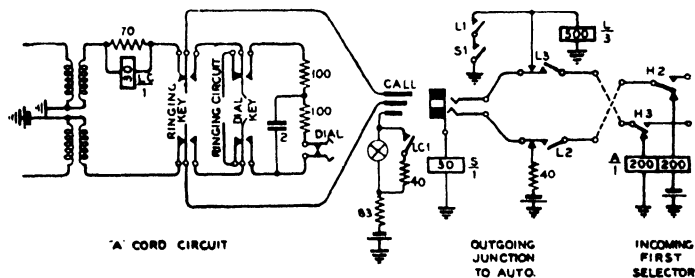 70
30
LC
1
RINGING
KEY
RINGING CIRCUIT
DIAL
KEY
2
100
100
DIAL
CALL
LC1
40
83
L1
S1
500
L
3
L3
30
S
1
L2
40
H2
H3
A
1
200 200
'A' CORD CIRCUIT
OUTGOING
JUNCTION
TO AUTO.
INCOMING
FIRST
SELECTOR